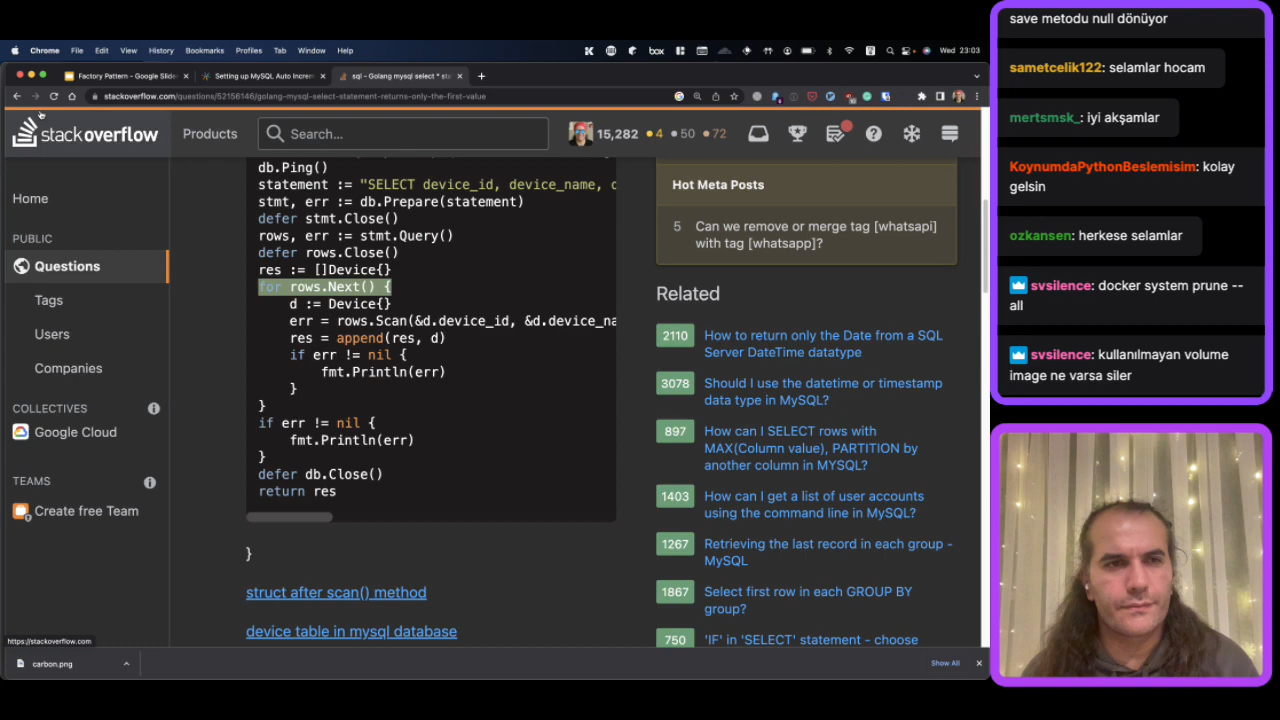 Chrome File Edit View History Bookmarks Profiles Tab Window Help
box
Wed 23:03
Factory Pattern - Google Slide
Setting up MySQL Auto Incren
sql - Golang mysql select * st
stackoverflow.com/questions/52156146/golang-mysql-select-statement-returns-only-the-first-value
stackoverflow
Products
Search...
15,282 4 50 72
Home
PUBLIC
Questions
Tags
Users
Companies
COLLECTIVES
Google Cloud
TEAMS
Create free Team
https://stackoverflow.com
db.Ping()
statement := "SELECT device_id, device_name, d
stmt, err := db.Prepare(statement)
defer stmt.Close()
rows, err := stmt.Query()
defer rows.Close()
res := []Device{}
for rows.Next() {
d := Device{}
err = rows.Scan(&d.device_id, &d.device_na
res = append(res, d)
if err != nil {
fmt.Println(err)
}
}
if err != nil {
fmt.Println(err)
}
defer db.Close()
return res
}
struct after scan() method
device table in mysql database
Hot Meta Posts
5 Can we remove or merge tag [whatsapi]
with tag [whatsapp]?
Related
2110 How to return only the Date from a SQL
Server DateTime datatype
3078 Should I use the datetime or timestamp
data type in MySQL?
897 How can I SELECT rows with
MAX(Column value), PARTITION by
another column in MYSQL?
1403 How can I get a list of user accounts
using the command line in MySQL?
1267 Retrieving the last record in each group -
MySQL
1867 Select first row in each GROUP BY
group?
750 'IF' in 'SELECT' statement - choose
carbon.png
Show All
save metodu null dönüyor
sametcelik122: selamlar hocam
mertsmsk_: iyi akşamlar
KoynumdaPythonBeslemisim: kolay
gelsin
ozkansen: herkese selamlar
svsilence: docker system prune --
all
svsilence: kullanılmayan volume
image ne varsa siler